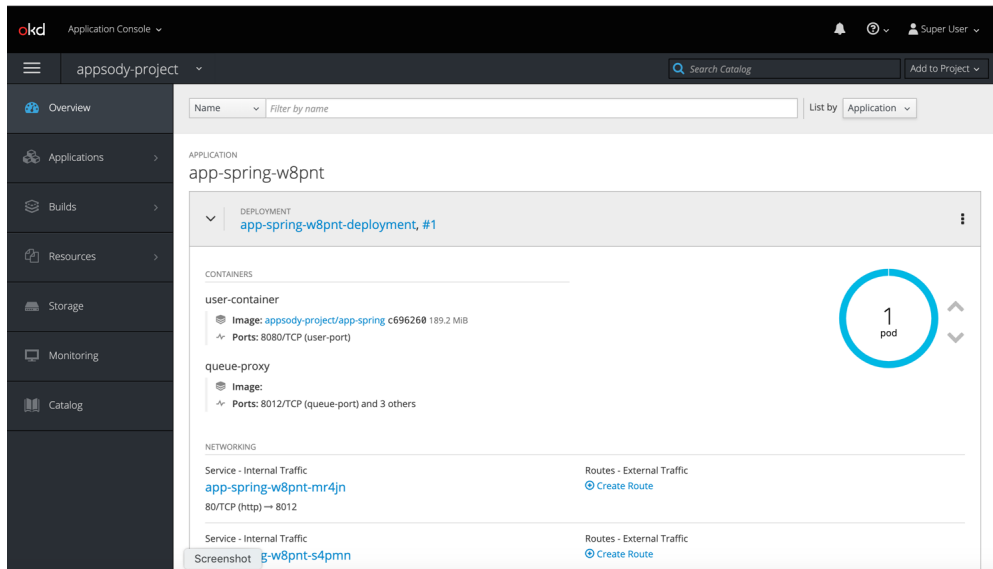 okd Application Console Super User
appsody-project Search Catalog Add to Project
Overview
Applications
Builds
Resources
Storage
Monitoring
Catalog
Name Filter by name List by Application
APPLICATION
app-spring-w8pnt
DEPLOYMENT
app-spring-w8pnt-deployment, #1
CONTAINERS
user-container
Image: appsody-project/app-spring c696260 189.2 MiB
Ports: 8080/TCP (user-port)
queue-proxy
Image:
Ports: 8012/TCP (queue-port) and 3 others
1
pod
NETWORKING
Service - Internal Traffic Routes - External Traffic
app-spring-w8pnt-mr4jn Create Route
80/TCP (http) → 8012
Service - Internal Traffic Routes - External Traffic
g-w8pnt-s4pmn Create Route
Screenshot